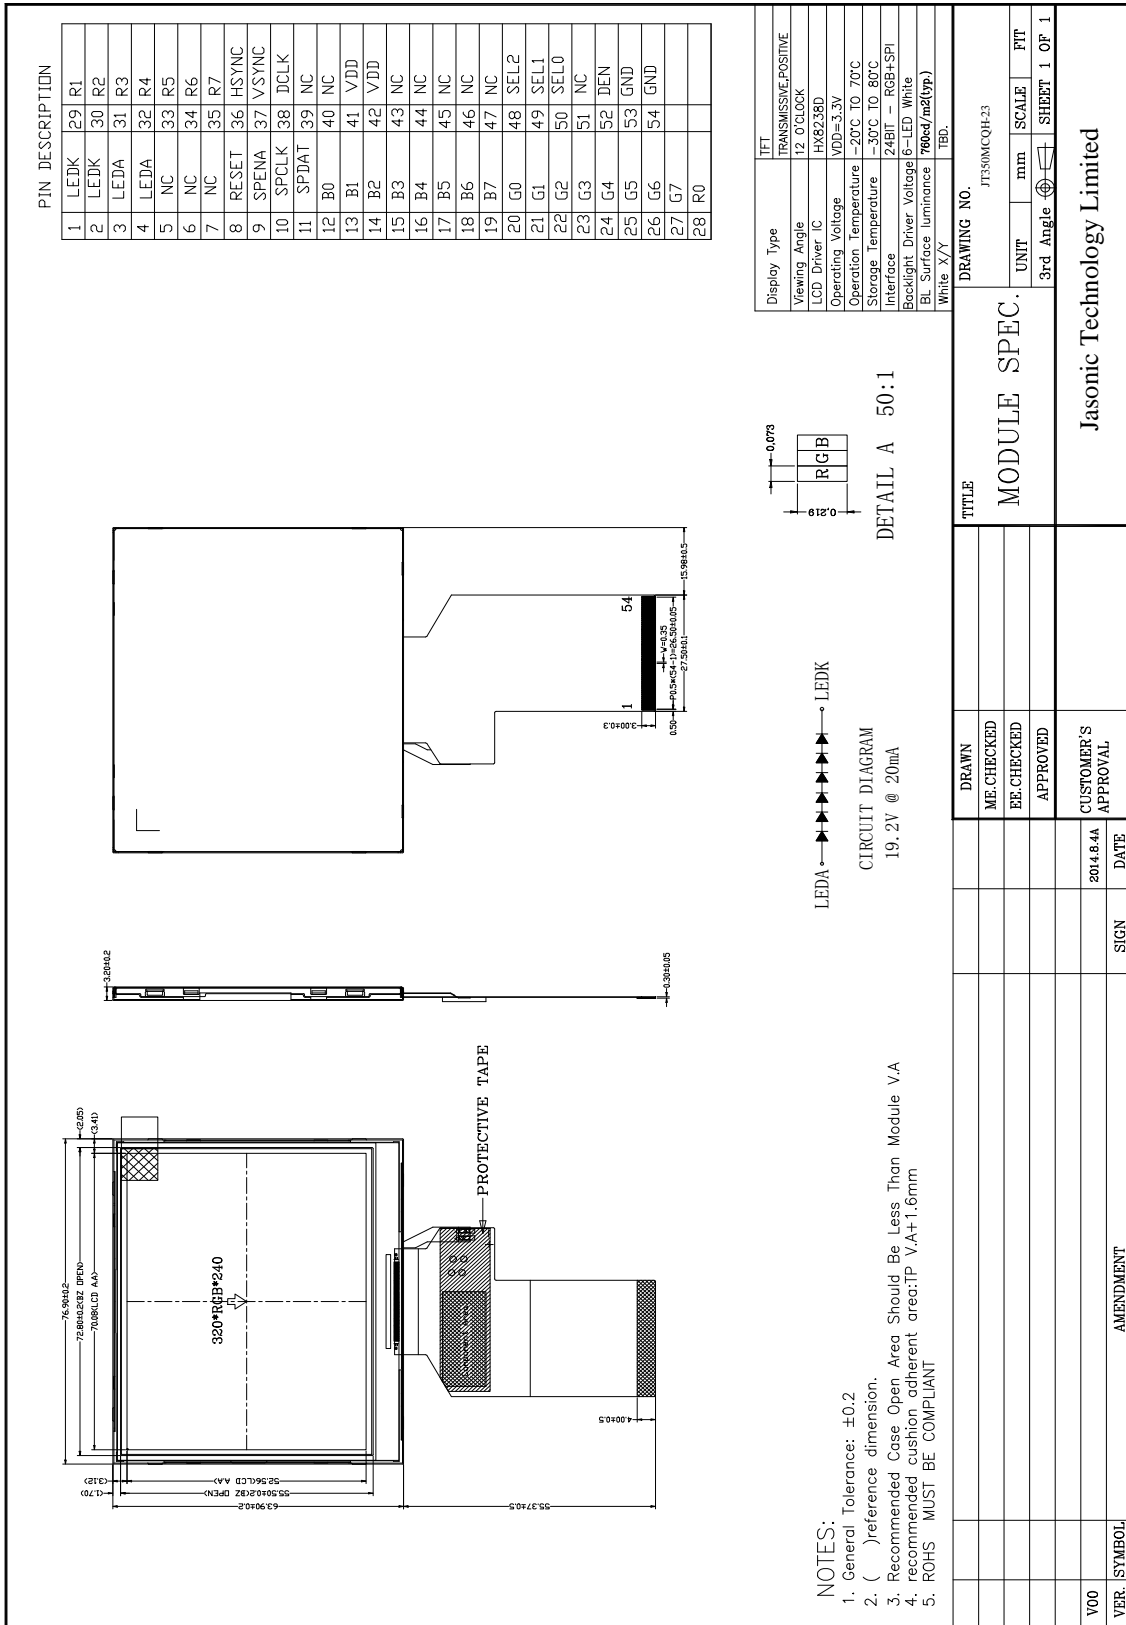 PIN DESCRIPTION
1 LEDK 29 R1
2 LEDK 30 R2
3 LEDA 31 R3
4 LEDA 32 R4
5 NC 33 R5
6 NC 34 R6
7 NC 35 R7
8 RESET 36 HSYNC
9 SPENA 37 VSYNC
10 SPCLK 38 DCLK
11 SPDAT 39 NC
12 B0 40 NC
13 B1 41 VDD
14 B2 42 VDD
15 B3 43 NC
16 B4 44 NC
17 B5 45 NC
18 B6 46 NC
19 B7 47 NC
20 G0 48 SEL2
21 G1 49 SEL1
22 G2 50 SEL0
23 G3 51 NC
24 G4 52 DEN
25 G5 53 GND
26 G6 54 GND
27 G7
28 R0
76.90±0.2
72.80±0.2(BZ OPEN)
70.08(LCD A.A)
(2.05)
(3.41)
(1.70)
(3.12)
63.90±0.2
55.50±0.2(BZ OPEN)
52.56(LCD A.A)
55.37±0.5
4.00±0.5
320*RGB*240
PROTECTIVE TAPE
component area
3.20±0.2
0.30±0.05
1
54
3.00±0.3
0.50
W=0.35
P0.5*(54-1)=26.50±0.05
27.50±0.1
15.98±0.5
0.073
0.219
R G B
DETAIL A 50:1
LEDA
LEDK
CIRCUIT DIAGRAM
19.2V @ 20mA
Display Type TFT TRANSMISSIVE,POSITIVE
Viewing Angle 12 O'CLOCK
LCD Driver IC HX8238D
Operating Voltage VDD=3.3V
Operation Temperature -20°C TO 70°C
Storage Temperature -30°C TO 80°C
Interface 24BIT - RGB+SPI
Backlight Driver Voltage 6-LED White
BL Surface luminance 760cd/m2(typ.)
White X/Y TBD.
NOTES:
1. General Tolerance: ±0.2
2. ( )reference dimension.
3. Recommended Case Open Area Should Be Less Than Module V.A
4. recommended cushion adherent area:TP V.A+1.6mm
5. ROHS MUST BE COMPLIANT
V00 2014.8.4A
VER. SYMBOL AMENDMENT SIGN DATE
DRAWN
ME.CHECKED
EE.CHECKED
APPROVED
CUSTOMER'S
APPROVAL
TITLE
MODULE SPEC.
DRAWING NO.
JT350MCQH-23
UNIT mm SCALE FIT
3rd Angle SHEET 1 OF 1
Jasonic Technology Limited